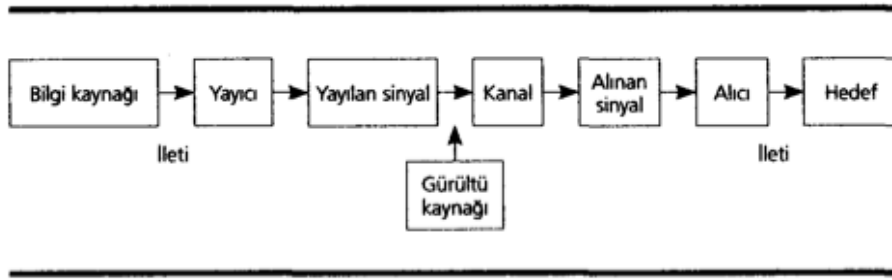 Bilgi kaynağı
Yayıcı
Yayılan sinyal
Kanal
Alınan
sinyal
Alıcı
Hedef
İleti
İleti
Gürültü
kaynağı